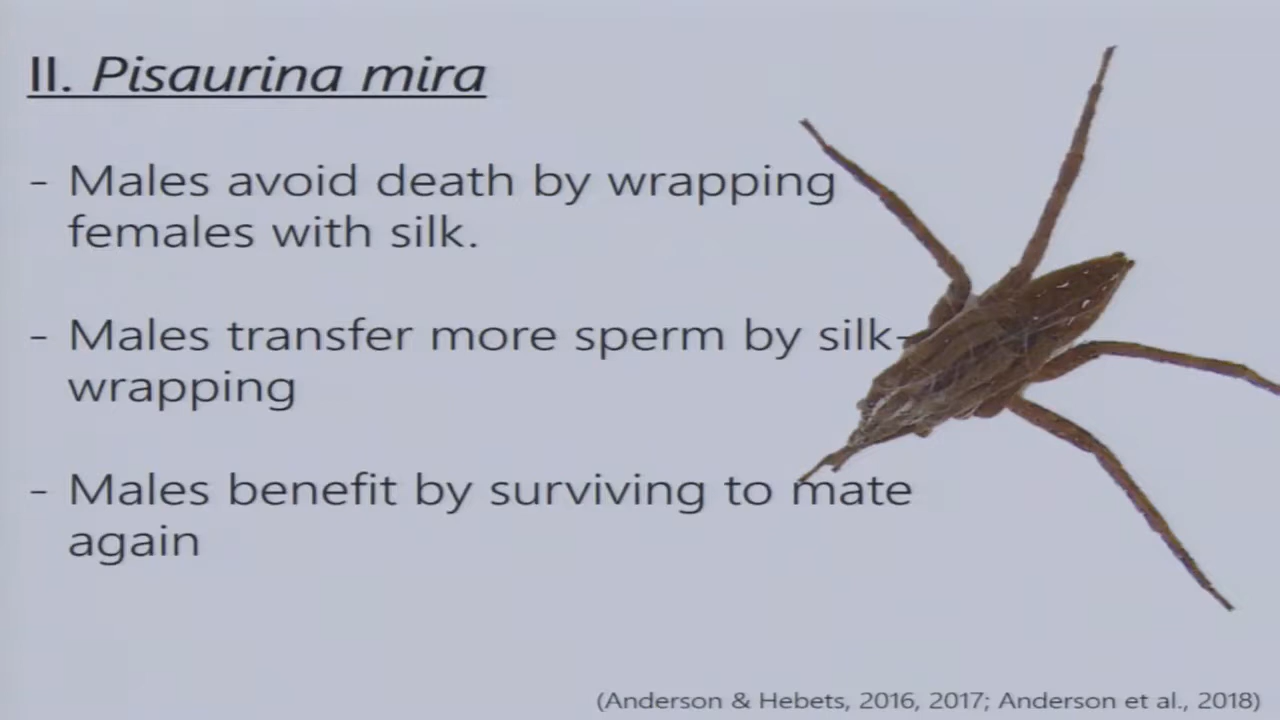 II. Pisaurina mira
- Males avoid death by wrapping
females with silk.
- Males transfer more sperm by silk-
wrapping
- Males benefit by surviving to mate
again
(Anderson & Hebets, 2016, 2017; Anderson et al., 2018)